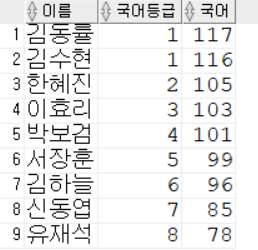 이름 국어등급 국어
1 김동률 1 117
2 김수현 1 116
3 한혜진 2 105
4 이효리 3 103
5 박보검 4 101
6 서장훈 5 99
7 김하늘 6 96
8 신동엽 7 85
9 유재석 8 78